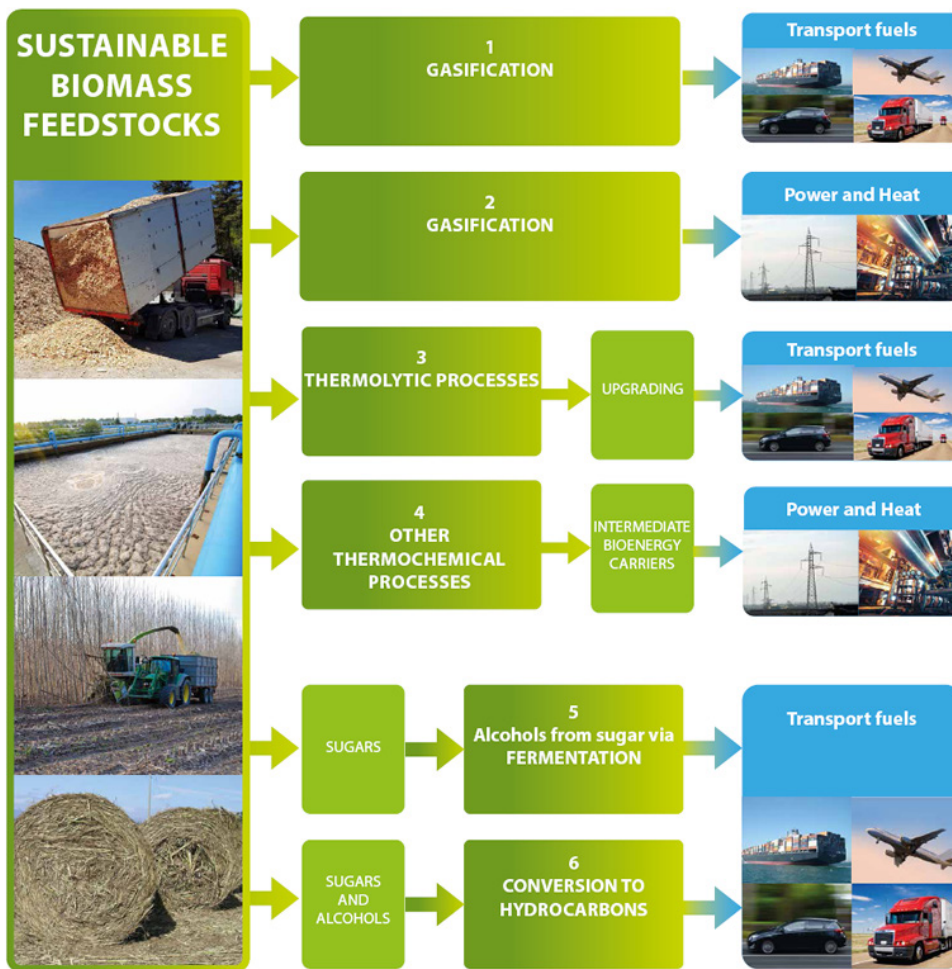 SUSTAINABLE
BIOMASS
FEEDSTOCKS
1
GASIFICATION
Transport fuels
2
GASIFICATION
Power and Heat
3
THERMOLYTIC PROCESSES
UPGRADING
Transport fuels
4
OTHER
THERMOCHEMICAL
PROCESSES
INTERMEDIATE
BIOENERGY
CARRIERS
Power and Heat
SUGARS
5
Alcohols from sugar via
FERMENTATION
Transport fuels
SUGARS
AND
ALCOHOLS
6
CONVERSION TO
HYDROCARBONS